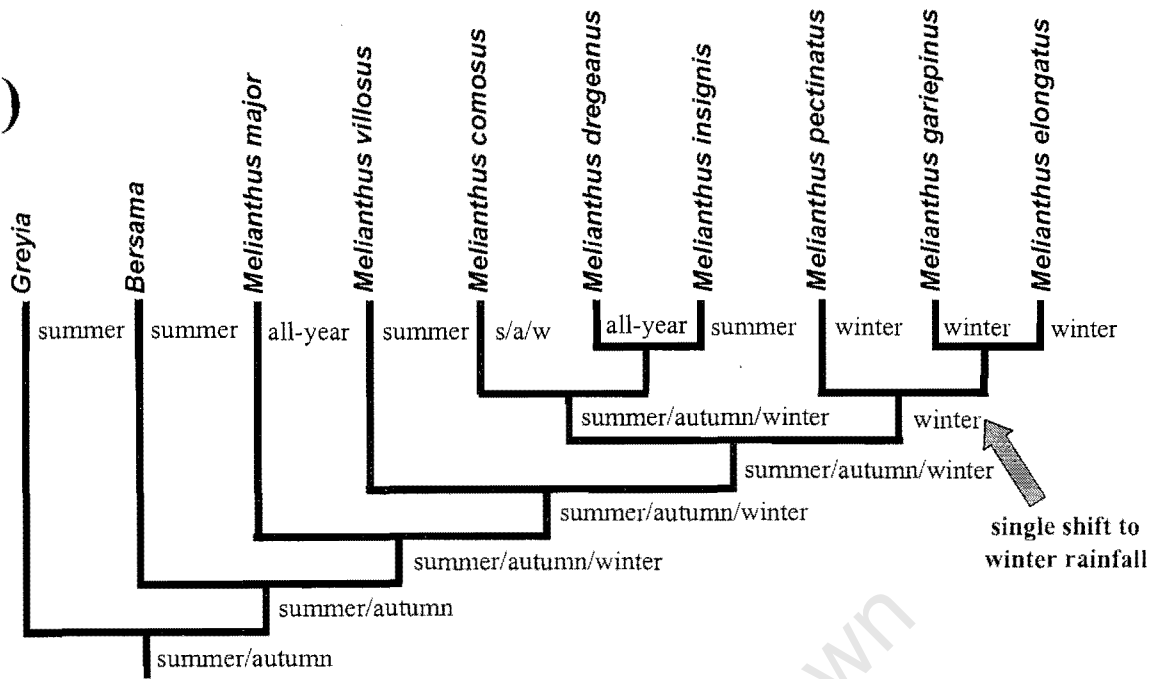 )
Greyia
Bersama
Melianthus major
Melianthus villosus
Melianthus comosus
Melianthus dregeanus
Melianthus insignis
Melianthus pectinatus
Melianthus gariepinus
Melianthus elongatus
summer
summer
all-year
summer
s/a/w
all-year
summer
winter
winter
winter
summer/autumn/winter
winter
summer/autumn/winter
summer/autumn/winter
single shift to
winter rainfall
summer/autumn/winter
summer/autumn
summer/autumn
wn